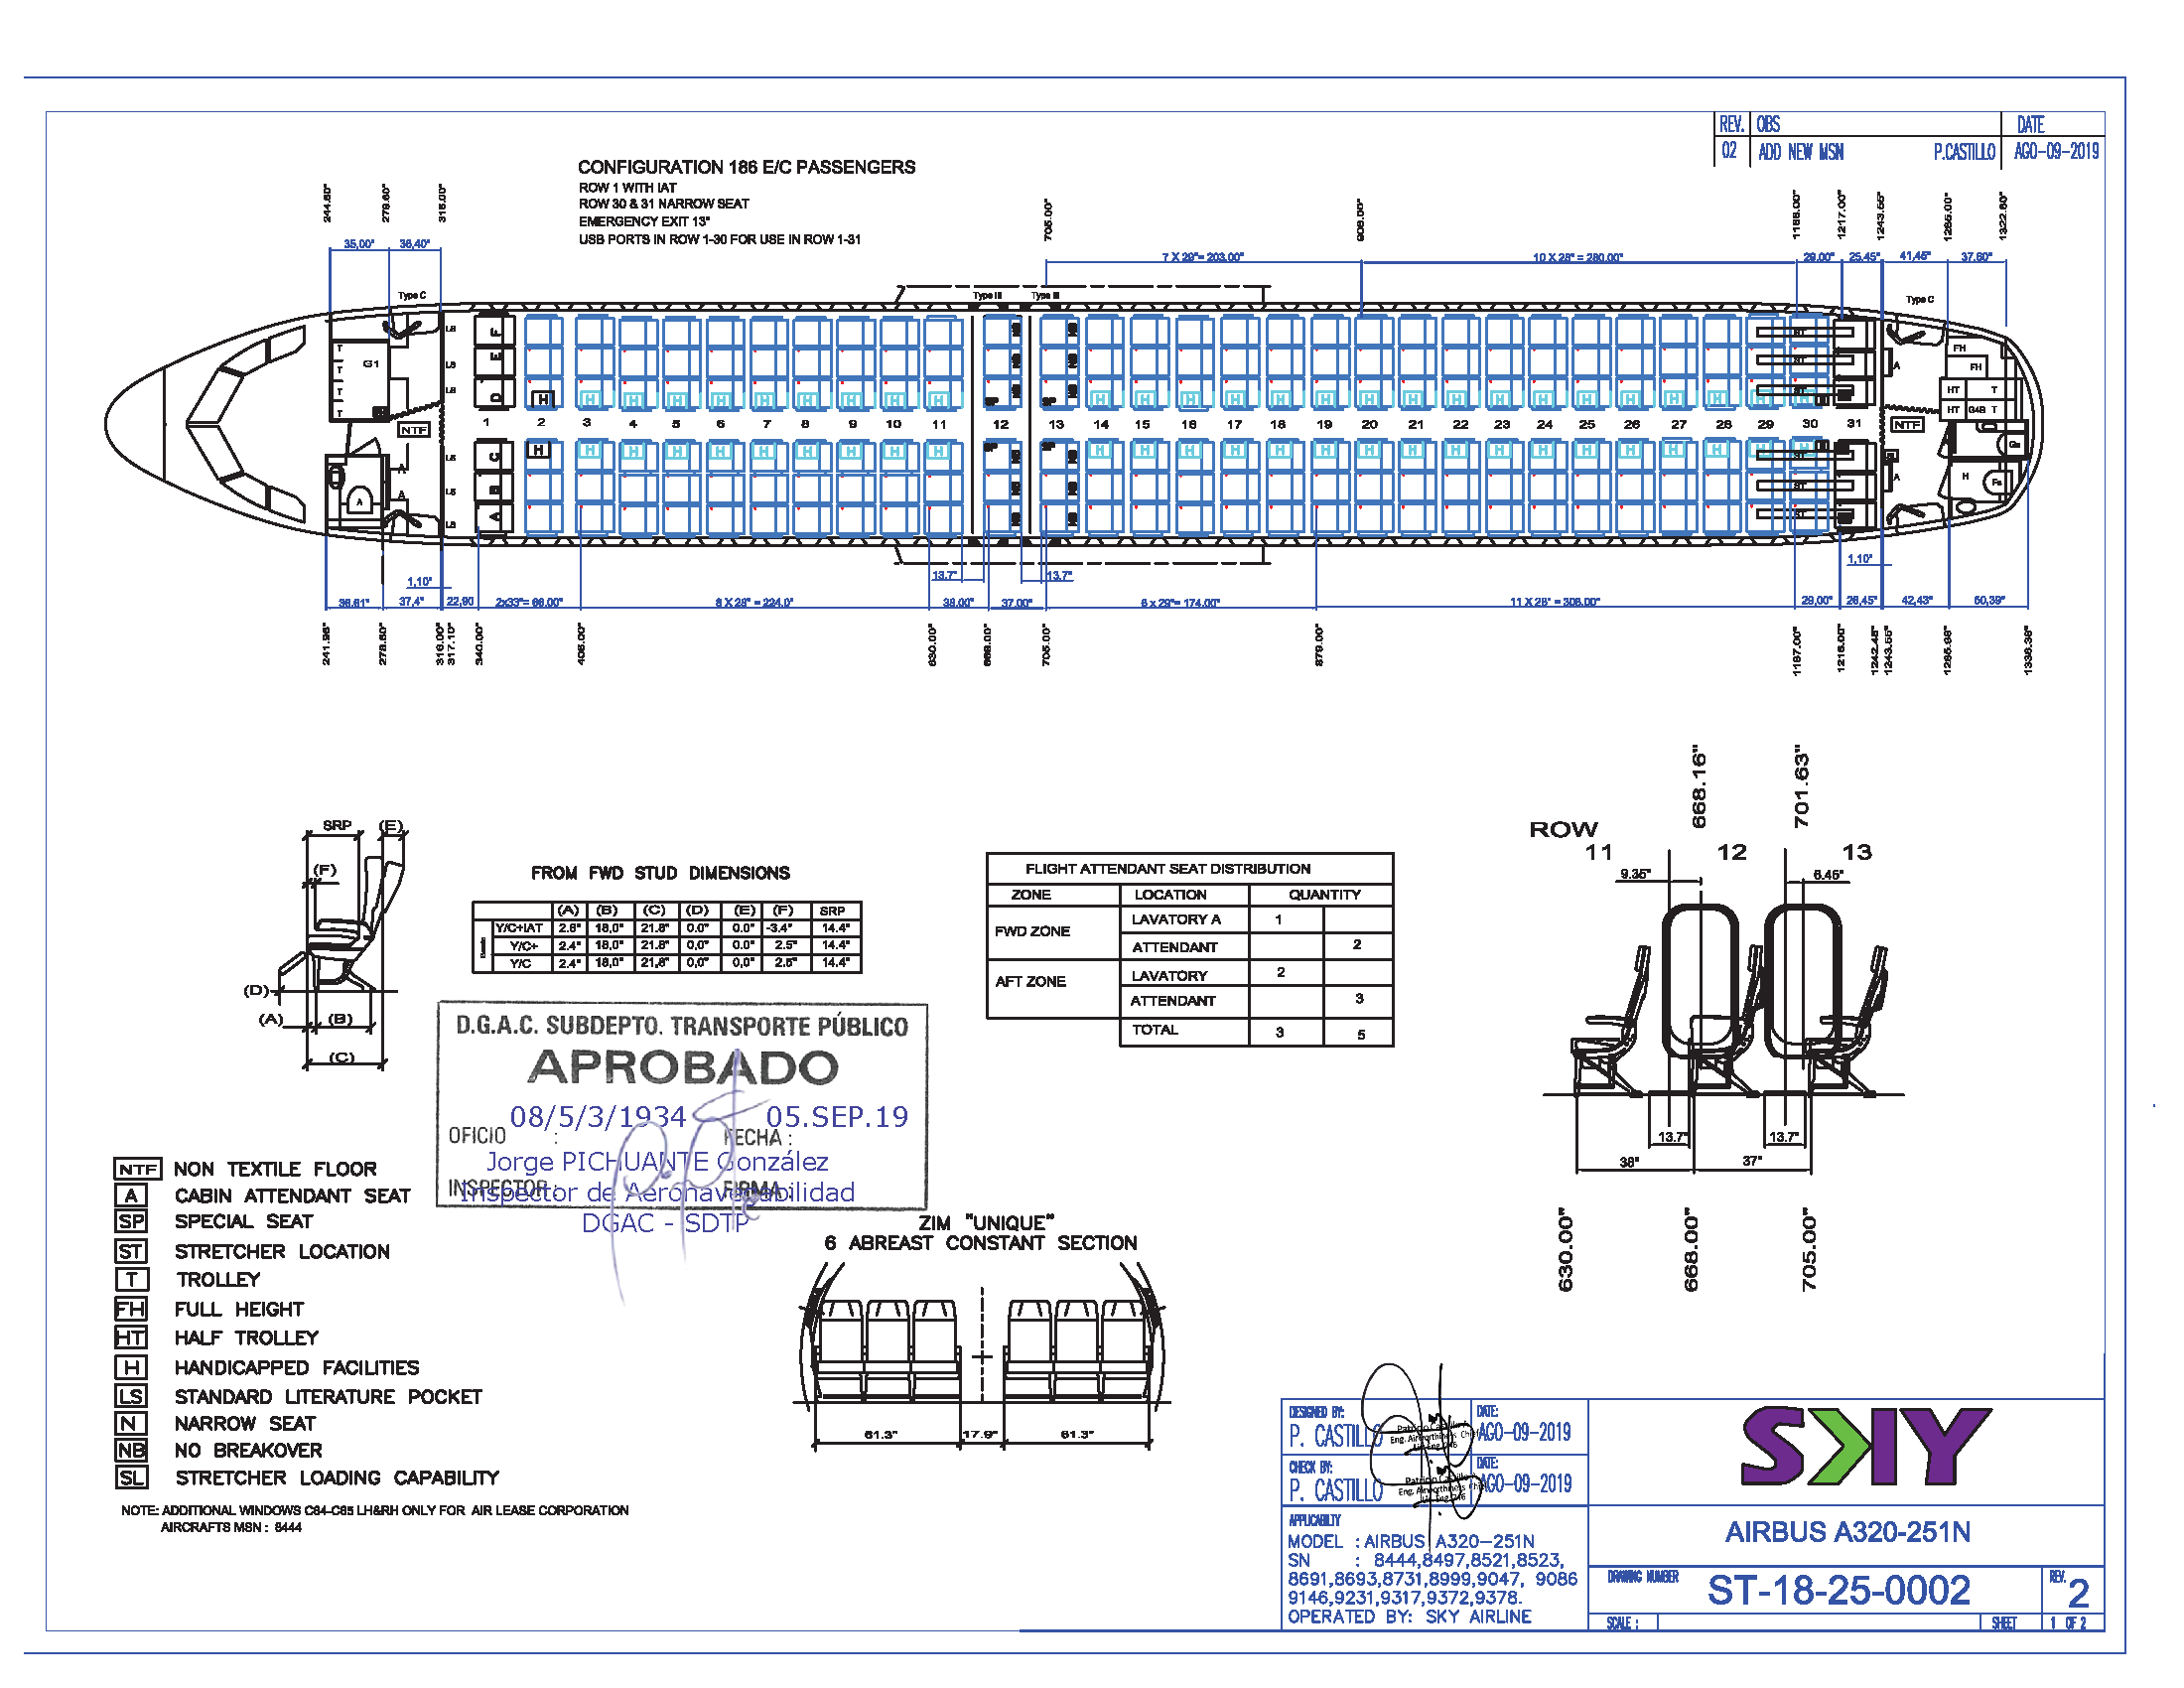 REV. OBS DATE
02 ADD NEW MSN P.CASTILLO AGO-09-2019
CONFIGURATION 186 E/C PASSENGERS
ROW 1 WITH IAT
ROW 30 & 31 NARROW SEAT
EMERGENCY EXIT 13"
USB PORTS IN ROW 1-30 FOR USE IN ROW 1-31
244.60" 279.60" 316.00" 705.00" 908.00" 1188.00" 1217.00" 1243.55" 1285.00" 1322.60"
35,00" 36,40" 7 X 29"= 203.00" 10 X 28" = 280.00" 29.00" 25.45" 41,45" 37,60"
Type C Type III Type III Type C
T T T T G1 NTF LS LS LS LS LS LS
F E D C B A
1 2 3 4 5 6 7 8 9 10 11 12 13 14 15 16 17 18 19 20 21 22 23 24 25 26 27 28 29 30 31
H H SP SP SP SP NB NB ST ST ST ST ST ST
A A A A A NTF FH FH HT T HT G4B T H
1,10" 13.7" 13.7" 1,10"
36.61" 37,4" 22,90 2x33"= 66.00" 8 X 28" = 224.0" 38.00" 37.00" 6 x 29"= 174.00" 11 X 28" = 308.00" 29,00" 26,45" 42,43" 50,39"
241.96" 278.60" 316.00" 317.10" 340.00" 406.00" 630.00" 668.00" 705.00" 879.00" 1187.00" 1216.00" 1242.45" 1243.55" 1285.98" 1336.38"
SRP (E)
(F)
(D)
(A) (B)
(C)
FROM FWD STUD DIMENSIONS
(A) (B) (C) (D) (E) (F) SRP
Y/C+IAT 2.6" 18,0" 21.8" 0.0" 0.0" -3.4" 14.4"
Y/C+ 2.4" 18,0" 21.8" 0,0" 0.0" 2.5" 14.4"
Y/C 2.4" 18,0" 21,8" 0,0" 0,0" 2.5" 14.4"
FLIGHT ATTENDANT SEAT DISTRIBUTION
ZONE LOCATION QUANTITY
FWD ZONE LAVATORY A 1
ATTENDANT 2
AFT ZONE LAVATORY 2
ATTENDANT 3
TOTAL 3 5
668.16" 701.63"
ROW
11 12 13
9.35" 6.45"
13.7" 13.7"
38" 37"
630.00" 668.00" 705.00"
D.G.A.C. SUBDEPTO. TRANSPORTE PÚBLICO
APROBADO
08/5/3/1934 05.SEP.19
OFICIO : FECHA :
Jorge PICHUANTE González
INSPECTOR: FIRMA :
Inspector de Aeronavegabilidad
DGAC - SDTP
NTF NON TEXTILE FLOOR
A CABIN ATTENDANT SEAT
SP SPECIAL SEAT
ST STRETCHER LOCATION
T TROLLEY
FH FULL HEIGHT
HT HALF TROLLEY
H HANDICAPPED FACILITIES
LS STANDARD LITERATURE POCKET
N NARROW SEAT
NB NO BREAKOVER
SL STRETCHER LOADING CAPABILITY
NOTE: ADDITIONAL WINDOWS C64-C65 LH&RH ONLY FOR AIR LEASE CORPORATION
AIRCRAFTS MSN : 8444
ZIM "UNIQUE"
6 ABREAST CONSTANT SECTION
61.3" 17.9" 61.3"
DESIGNED BY: DATE:
P. CASTILLO AGO-09-2019
CHECK BY: DATE:
P. CASTILLO AGO-09-2019
APPLICABILTY
MODEL : AIRBUS A320-251N
SN : 8444,8497,8521,8523,
8691,8693,8731,8999,9047, 9086
9146,9231,9317,9372,9378.
OPERATED BY: SKY AIRLINE
SKY
AIRBUS A320-251N
DRAWING NUMBER ST-18-25-0002 REV. 2
SCALE : SHEET 1 OF 2